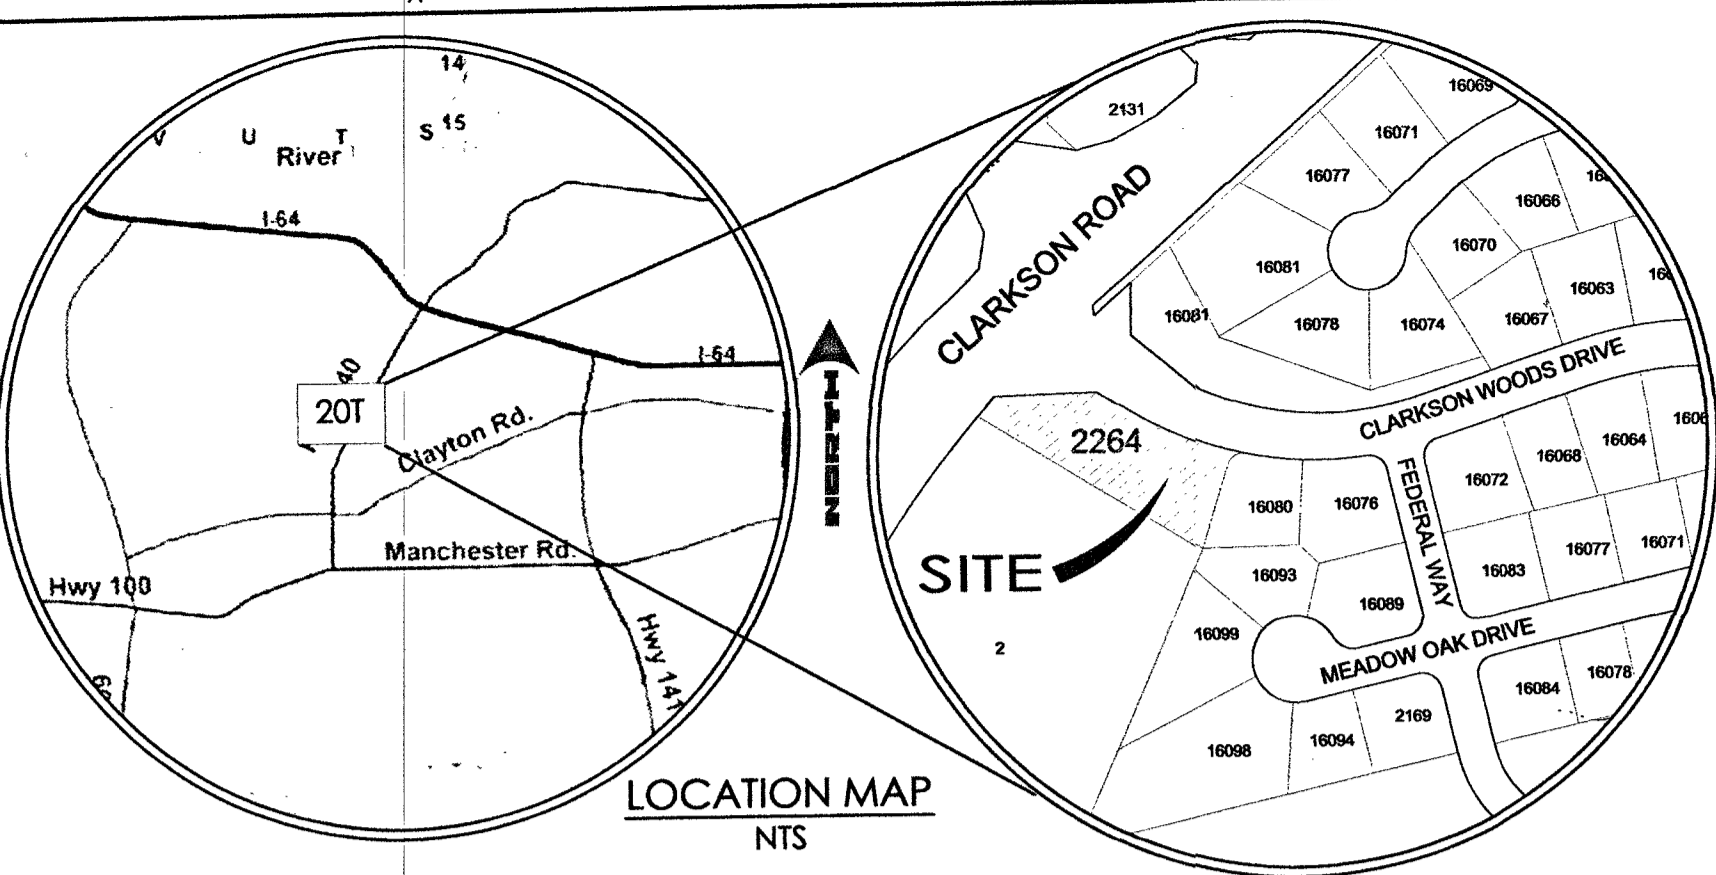 14
V U T S 15
River
I-64
I-64
40
20T
Clayton Rd.
Manchester Rd.
Hwy 100
Hwy 141
NORTH
LOCATION MAP
NTS
2131
16069
16071
16077
16066
CLARKSON ROAD
16070
16081
16063
16081
16078
16074
16067
CLARKSON WOODS DRIVE
2264
16064
16068
16072
FEDERAL WAY
16080
16076
SITE
16071
16077
16083
16093
16089
16099
MEADOW OAK DRIVE
2
16078
16084
2169
16094
16098